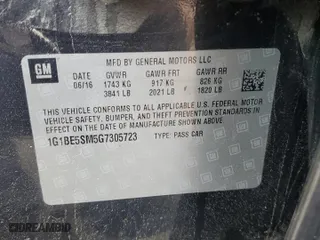 GM
MFD BY GENERAL MOTORS LLC
DATE GVWR GAWR FRT GAWR RR
06/16 1743 KG 917 KG 826 KG
3841 LB 2021 LB 1820 LB
THIS VEHICLE CONFORMS TO ALL APPLICABLE U.S. FEDERAL MOTOR
VEHICLE SAFETY, BUMPER, AND THEFT PREVENTION STANDARDS IN
EFFECT ON THE DATE OF MANUFACTURE SHOWN ABOVE.
1G1BE5SM5G7305723 TYPE: PASS CAR